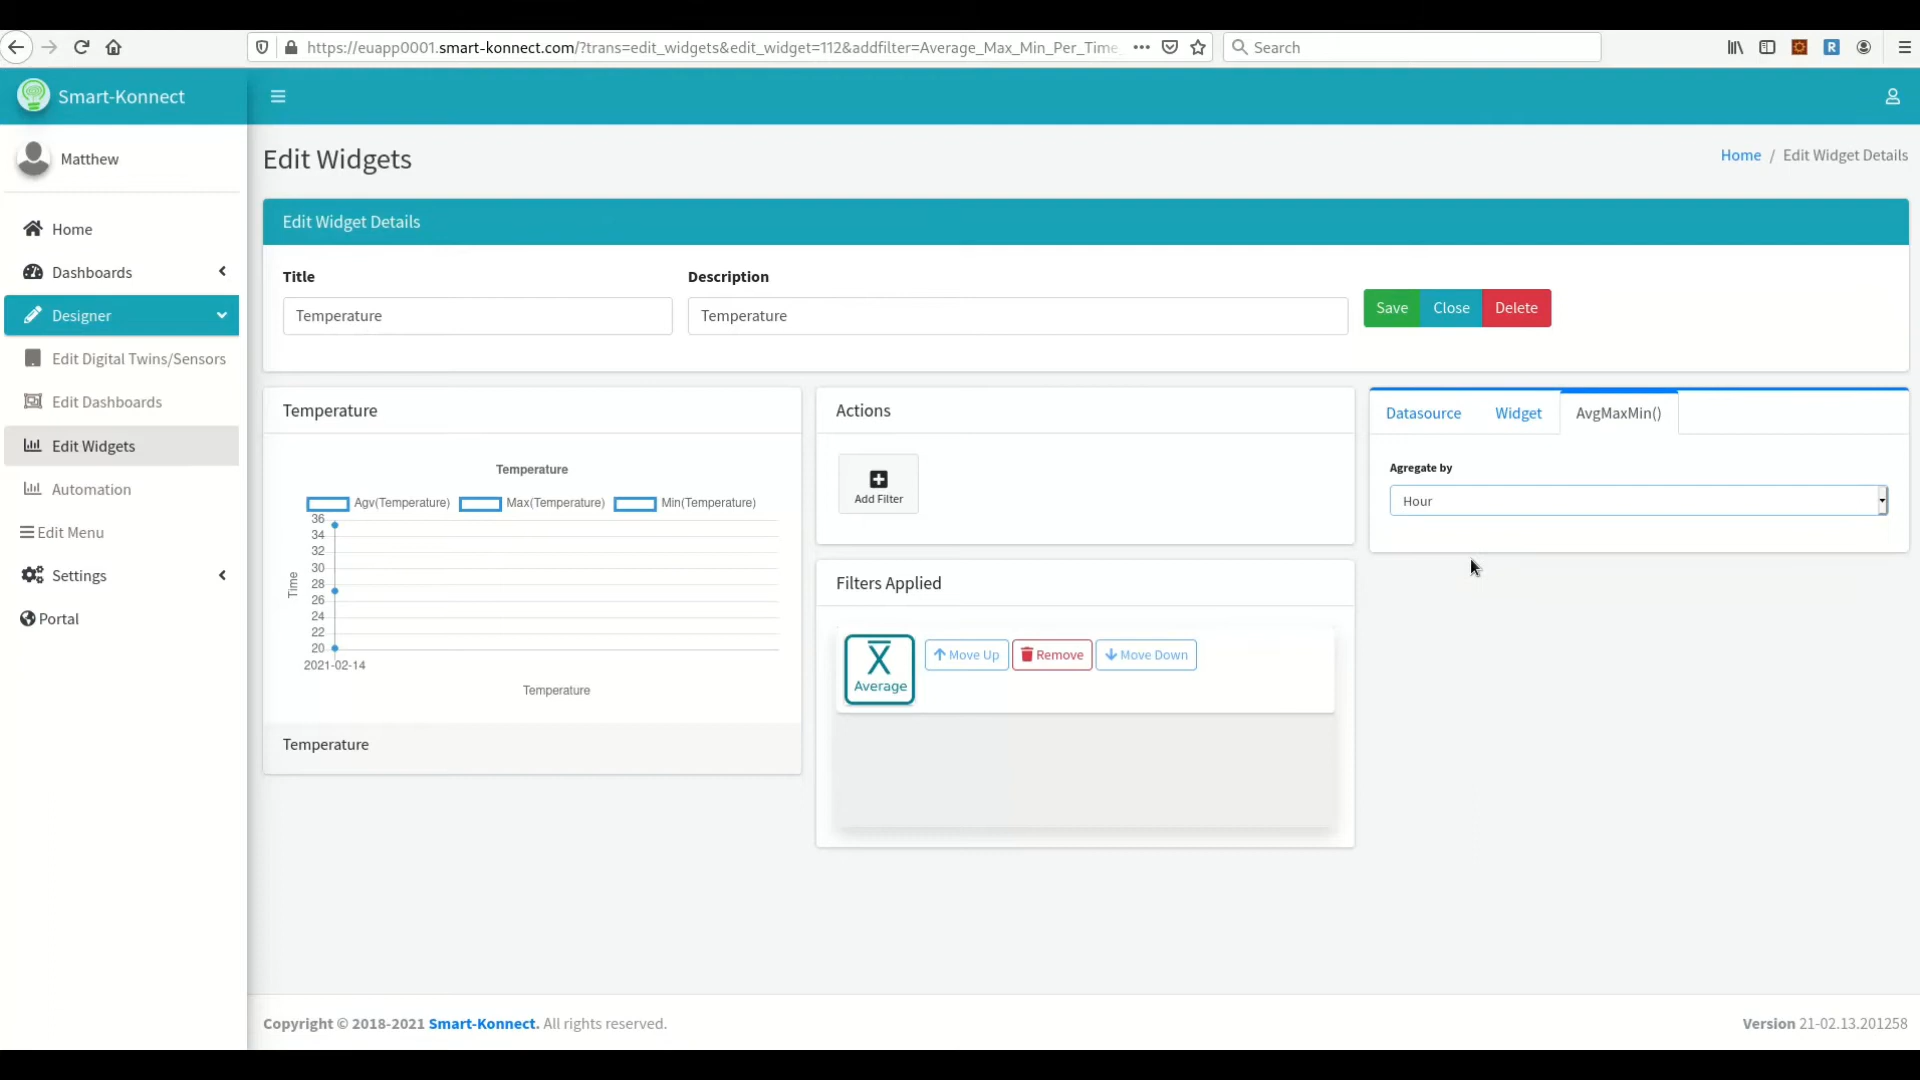 https://euapp0001.smart-konnect.com/?trans=edit_widgets&edit_widget=112&addfilter=Average_Max_Min_Per_Time
Search
R
Smart-Konnect
Matthew
Home
Dashboards
Designer
Edit Digital Twins/Sensors
Edit Dashboards
Edit Widgets
Automation
Edit Menu
Settings
Portal
Edit Widgets
Home / Edit Widget Details
Edit Widget Details
Title
Temperature
Description
Temperature
Save
Close
Delete
Temperature
Temperature
Agv(Temperature)
Max(Temperature)
Min(Temperature)
36
34
32
30
28
26
24
22
20
Time
2021-02-14
Temperature
Temperature
Actions
Add Filter
Filters Applied
X
Average
Move Up
Remove
Move Down
Datasource
Widget
AvgMaxMin()
Agregate by
Hour
Copyright © 2018-2021 Smart-Konnect. All rights reserved.
Version 21-02.13.201258